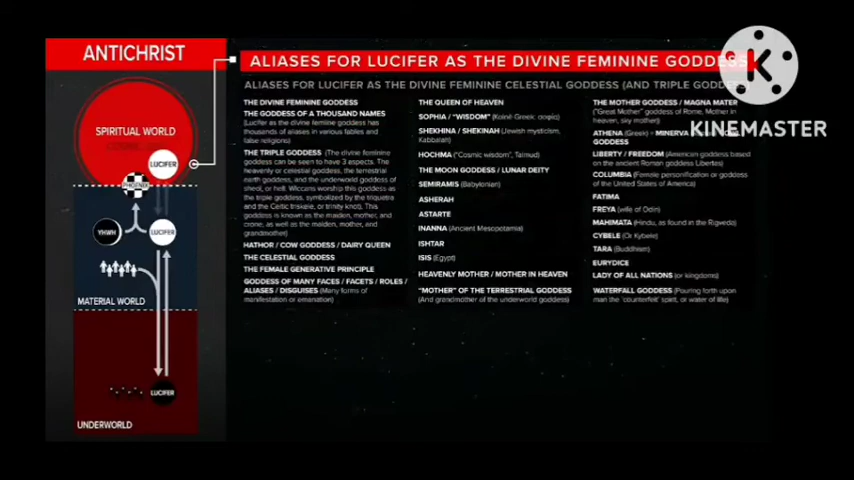 ANTICHRIST
SPIRITUAL WORLD
LUCIFER
PHOENIX
YHWH
LUCIFER
MATERIAL WORLD
LUCIFER
UNDERWORLD
ALIASES FOR LUCIFER AS THE DIVINE FEMININE GODDESS
ALIASES FOR LUCIFER AS THE DIVINE FEMININE CELESTIAL GODDESS (AND TRIPLE GODDESS)
THE DIVINE FEMININE GODDESS
THE GODDESS OF A THOUSAND NAMES
(Lucifer as the divine feminine goddess has
thousands of aliases in various fables and
false religions)
THE TRIPLE GODDESS (The divine feminine
goddess can be seen to have 3 aspects. The
heavenly or celestial goddess, the terrestrial
earth goddess, and the underworld goddess of
sheol, or hell. Wiccans worship this goddess as
the triple goddess, symbolized by the triquetra
and the Celtic triskele, or trinity knot). This
goddess is known as the maiden, mother, and
crone, as well as the maiden, mother, and
grandmother)
HATHOR / COW GODDESS / DAIRY QUEEN
THE CELESTIAL GODDESS
THE FEMALE GENERATIVE PRINCIPLE
GODDESS OF MANY FACES / FACETS / ROLES /
ALIASES / DISGUISES (Many forms of
manifestation or emanation)
THE QUEEN OF HEAVEN
SOPHIA / "WISDOM" (Koine Greek: σοφία)
SHEKHINA / SHEKINAH (Jewish mysticism,
Kabbalah)
HOCHMA ("Cosmic wisdom", Talmud)
THE MOON GODDESS / LUNAR DEITY
SEMIRAMIS (Babylonian)
ASHERAH
ASTARTE
INANNA (Ancient Mesopotamia)
ISHTAR
ISIS (Egypt)
HEAVENLY MOTHER / MOTHER IN HEAVEN
"MOTHER" OF THE TERRESTRIAL GODDESS
(And grandmother of the underworld goddess)
THE MOTHER GODDESS / MAGNA MATER
("Great Mother" goddess of Rome, Mother in
heaven, sky mother)
ATHENA (Greek) = MINERVA
GODDESS
LIBERTY / FREEDOM (American goddess based
on the ancient Roman goddess Libertas)
COLUMBIA (Female personification or goddess
of the United States of America)
FATIMA
FREYA (wife of Odin)
MAHIMATA (Hindu, as found in the Rigveda)
CYBELE (Or Kybele)
TARA (Buddhism)
EURYDICE
LADY OF ALL NATIONS (or kingdoms)
WATERFALL GODDESS (Pouring forth upon
man the 'counterfeit' spirit, or water of life)
K
KINEMASTER